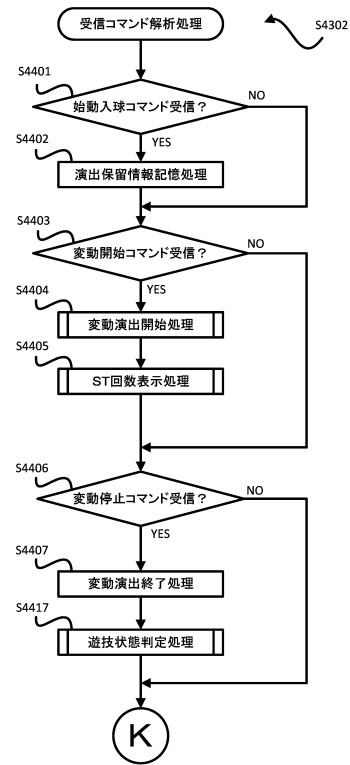 受信コマンド解析処理
S4302
S4401
始動入球コマンド受信？
NO
YES
S4402
演出保留情報記憶処理
S4403
変動開始コマンド受信？
NO
YES
S4404
変動演出開始処理
S4405
ST回数表示処理
S4406
変動停止コマンド受信？
NO
YES
S4407
変動演出終了処理
S4417
遊技状態判定処理
K